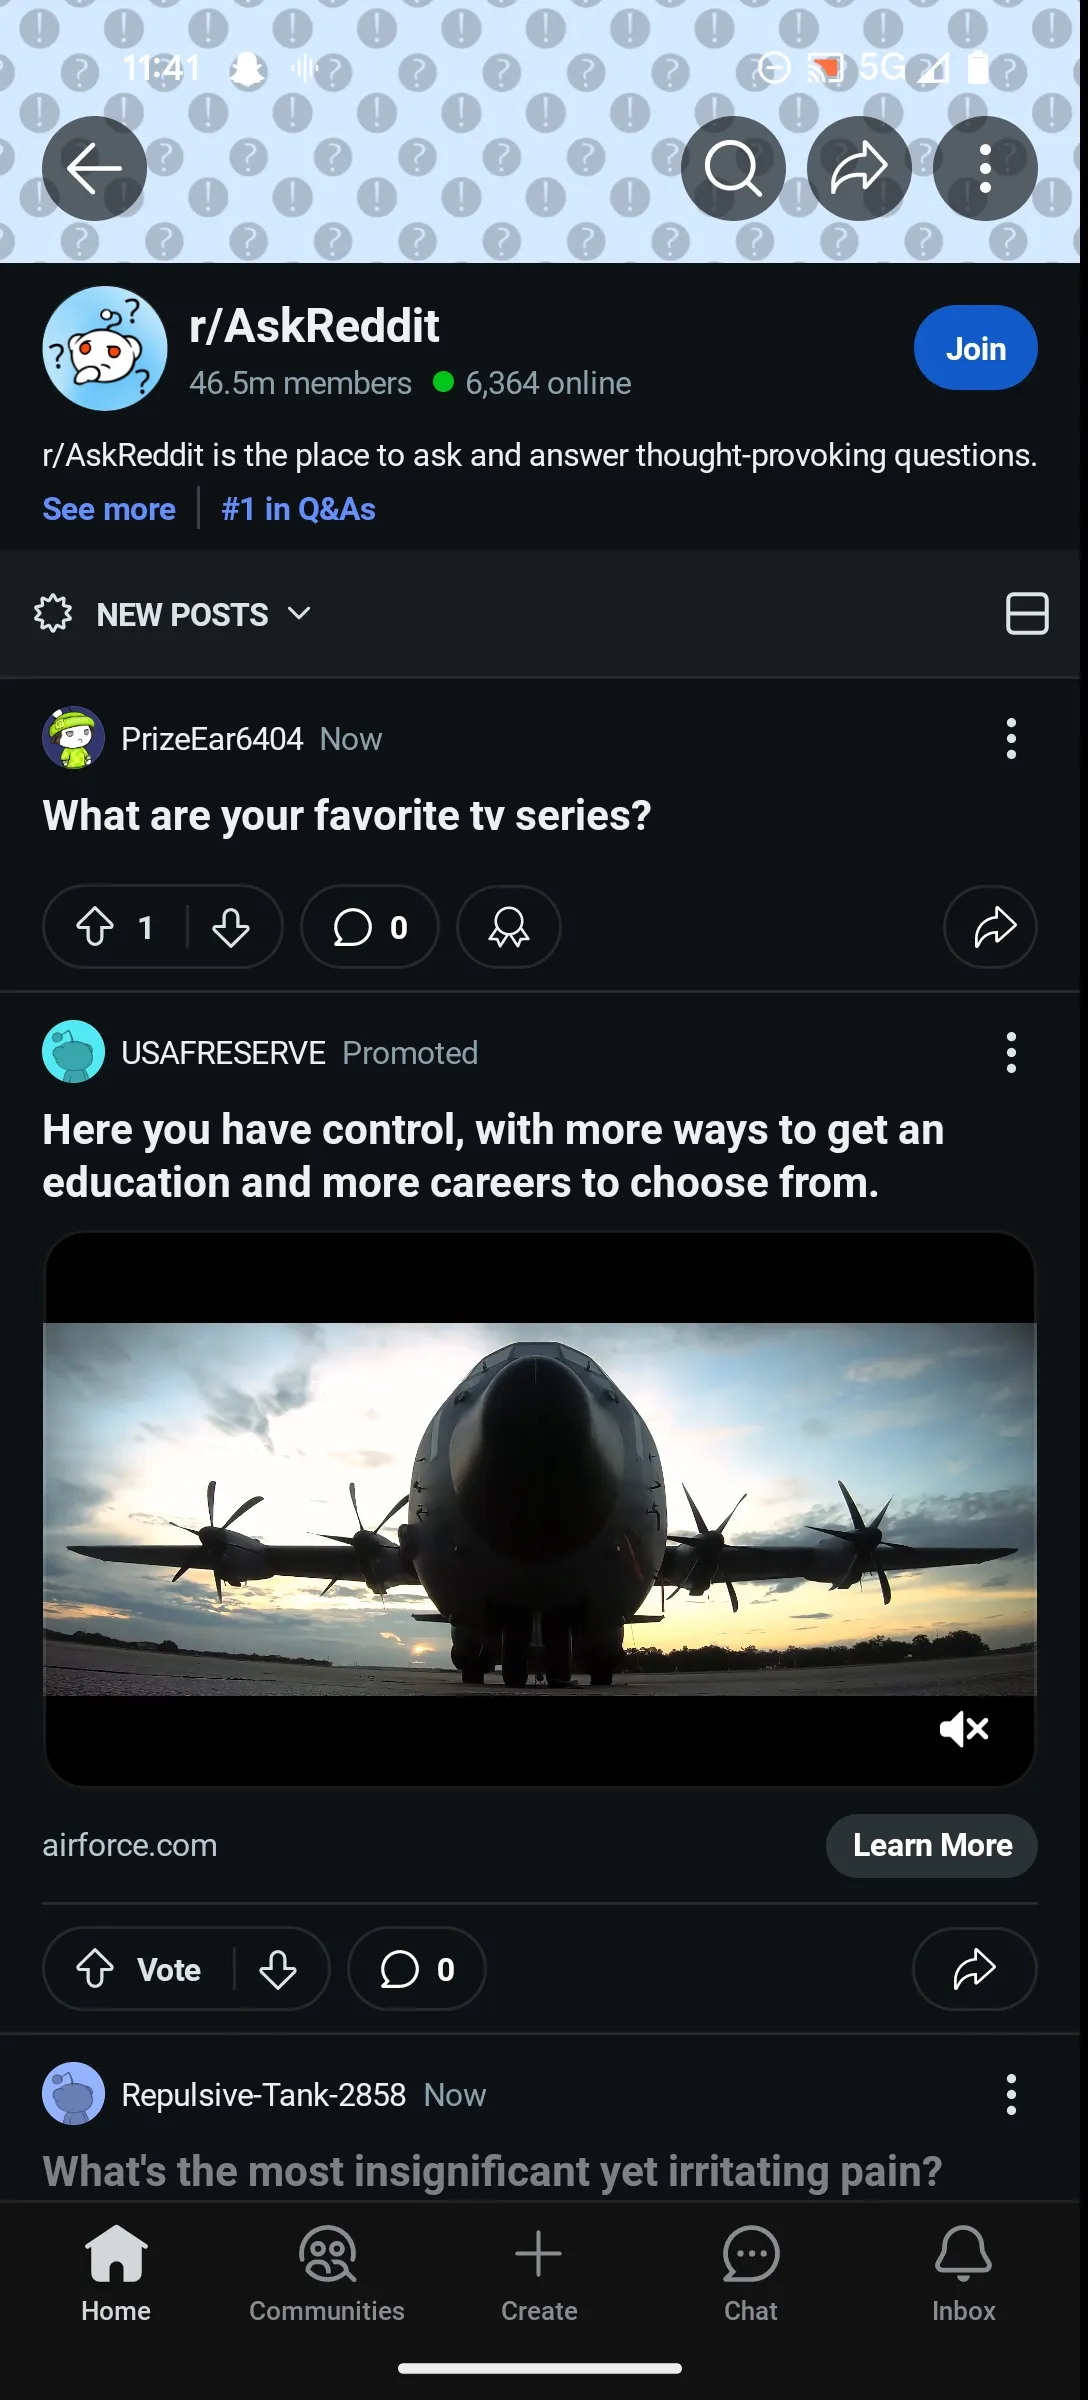 11:41 5G
r/AskReddit
46.5m members 6,364 online
Join
r/AskReddit is the place to ask and answer thought-provoking questions.
See more #1 in Q&As
NEW POSTS
PrizeEar6404 Now
What are your favorite tv series?
1 0
USAFRESERVE Promoted
Here you have control, with more ways to get an
education and more careers to choose from.
airforce.com Learn More
Vote 0
Repulsive-Tank-2858 Now
What's the most insignificant yet irritating pain?
Home Communities Create Chat Inbox